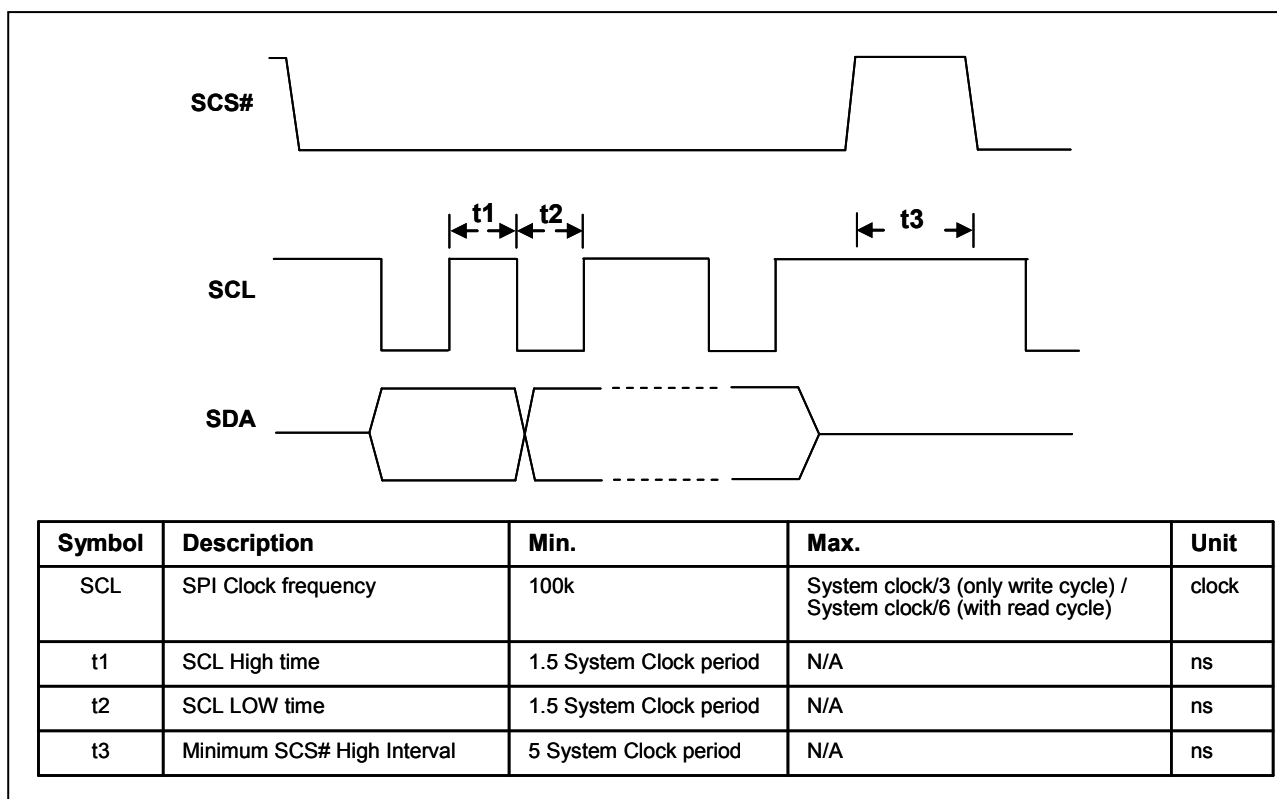 SCS#
t1 t2 t3
SCL
SDA
Symbol Description Min. Max. Unit
SCL SPI Clock frequency 100k System clock/3 (only write cycle) / clock
System clock/6 (with read cycle)
t1 SCL High time 1.5 System Clock period N/A ns
t2 SCL LOW time 1.5 System Clock period N/A ns
t3 Minimum SCS# High Interval 5 System Clock period N/A ns